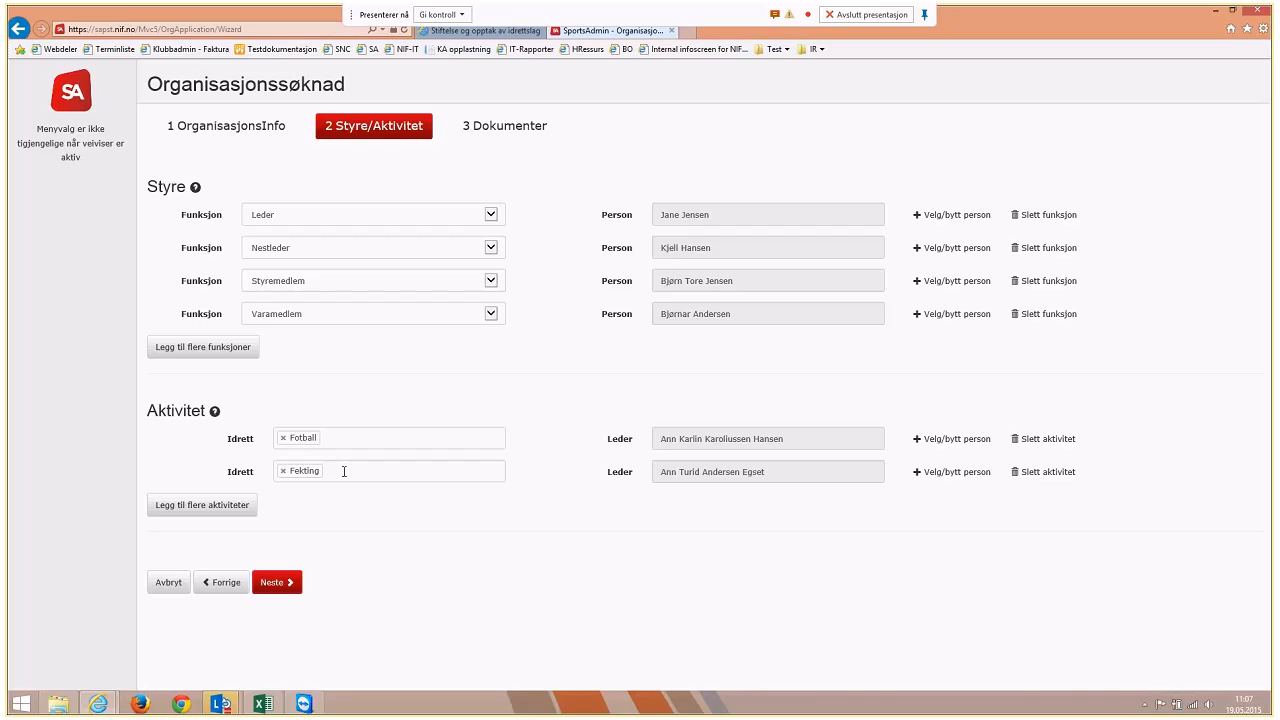 Presenterer nå Gi kontroll Avslutt presentasjon
https://sapst.nif.no/Mvc5/OrgApplication/Wizard Stiftelse og opptak av idrettslag SportsAdmin - Organisasjo...
Webdeler Terminliste Klubbadmin - Faktura Testdokumentasjon SNC SA NIF-IT KA opplastning IT-Rapporter HRessurs BO Internal infoscreen for NIF... Test IR
SA
Menyvalg er ikke
tigjengelige når veiviser er
aktiv
Organisasjonssøknad
1 OrganisasjonsInfo 2 Styre/Aktivitet 3 Dokumenter
Styre
Funksjon Leder Person Jane Jensen Velg/bytt person Slett funksjon
Funksjon Nestleder Person Kjell Hansen Velg/bytt person Slett funksjon
Funksjon Styremedlem Person Bjørn Tore Jensen Velg/bytt person Slett funksjon
Funksjon Varamedlem Person Bjørnar Andersen Velg/bytt person Slett funksjon
Legg til flere funksjoner
Aktivitet
Idrett Fotball Leder Ann Kariin Karoliussen Hansen Velg/bytt person Slett aktivitet
Idrett Fekting Leder Ann Turid Andersen Egset Velg/bytt person Slett aktivitet
Legg til flere aktiviteter
Avbryt Forrige Neste
11:07
19.05.2015